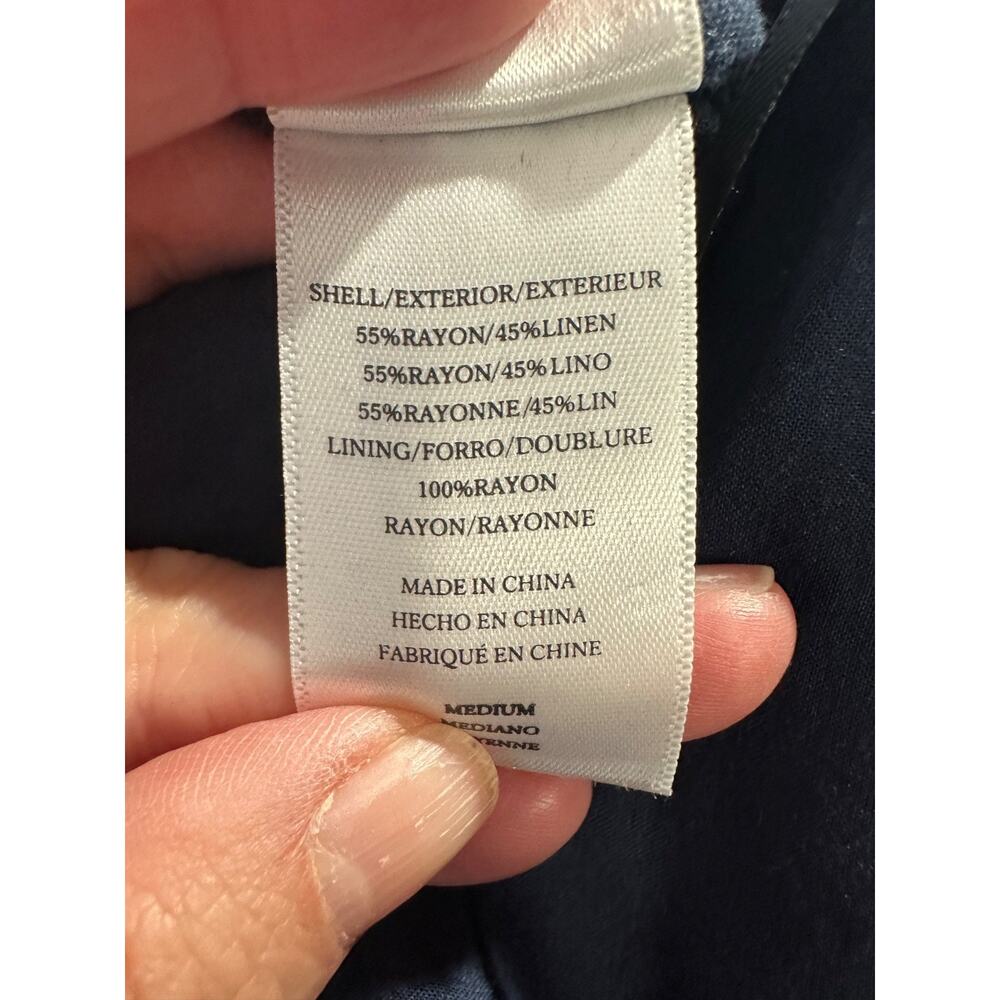 SHELL/EXTERIOR/EXTERIEUR
55%RAYON/45%LINEN
55%RAYON/45%LINO
55%RAYONNE/45%LIN
LINING/FORRO/DOUBLURE
100%RAYON
RAYON/RAYONNE
MADE IN CHINA
HECHO EN CHINA
FABRIQUÉ EN CHINE
MEDIUM
MEDIANO